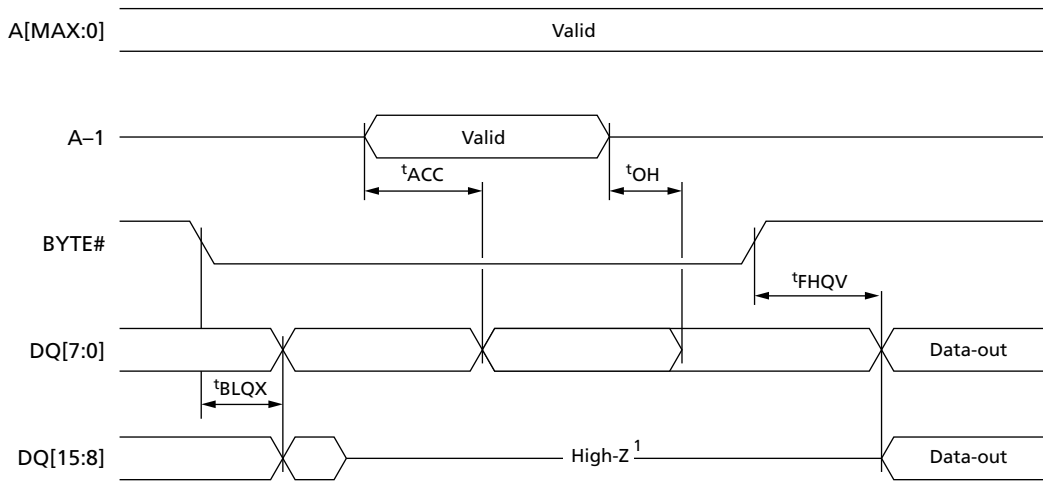 A[MAX:0] Valid
A–1 Valid
tACC tOH
BYTE#
tFHQV
DQ[7:0] Data-out
tBLQX
DQ[15:8] High-Z 1 Data-out